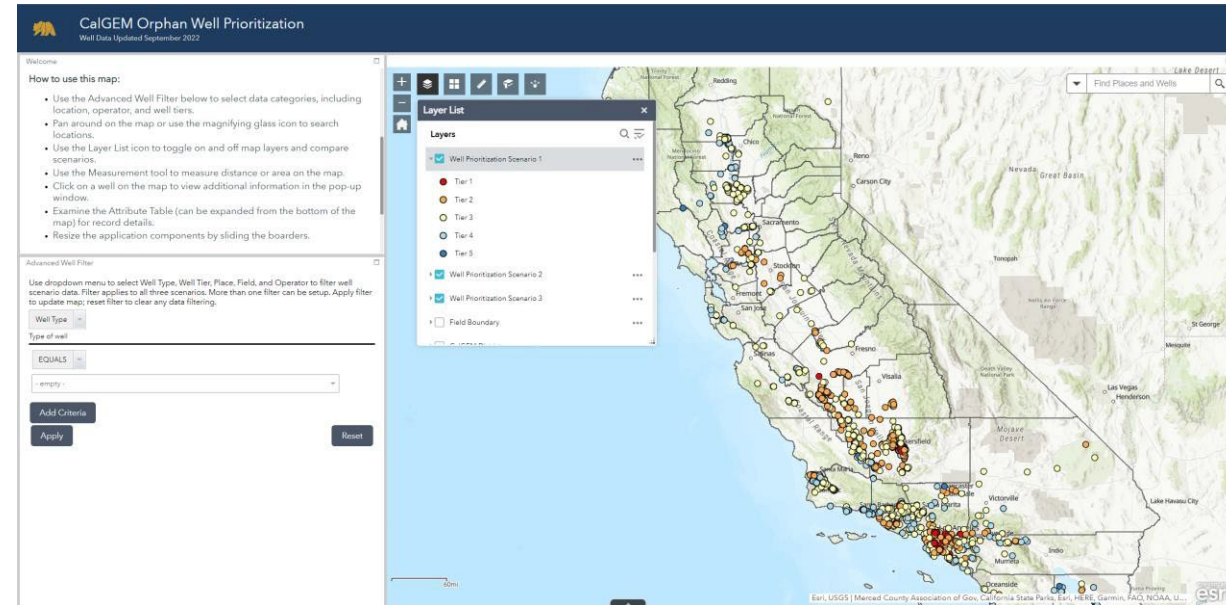 CalGEM Orphan Well Prioritization
Well Data Updated September 2022
Welcome
How to use this map:
• Use the Advanced Well Filter below to select data categories, including
location, operator, and well tiers.
• Pan around on the map or use the magnifying glass icon to search
locations.
• Use the Layer List icon to toggle on and off map layers and compare
scenarios.
• Use the Measurement tool to measure distance or area on the map.
• Click on a well on the map to view additional information in the pop-up
window.
• Examine the Attribute Table (can be expanded from the bottom of the
map) for record details.
• Resize the application components by sliding the boarders.
Advanced Well Filter
Use dropdown menu to select Well Type, Well Tier, Place, Field, and Operator to filter well
scenario data. Filter applies to all three scenarios. More than one filter can be setup. Apply filter
to update map; reset filter to clear any data filtering.
Well Type
Type of well
EQUALS
- empty -
Add Criteria
Apply
Reset
Layer List
Layers
Well Prioritization Scenario 1
Tier 1
Tier 2
Tier 3
Tier 4
Tier 5
Well Prioritization Scenario 2
Well Prioritization Scenario 3
Field Boundary
Find Places and Wells
Lake Desert
Redding
National Forest
Chico
Reno
Nevada
Great Basin
Carson City
Sacramento
Stockton
Tonopah
Fremont
San Jose
St George
Mesquite
Salinas
Fresno
Death Valley
National Park
Visalia
Las Vegas
Henderson
Coastal Range
Mojave
Desert
Santa Maria
Victorville
Lake Havasu City
Indio
Murrieta
Oceanside
60mi
Esri, USGS | Merced County Association of Gov, California State Parks, Esri, HERE, Garmin, FAO, NOAA, U...
esri